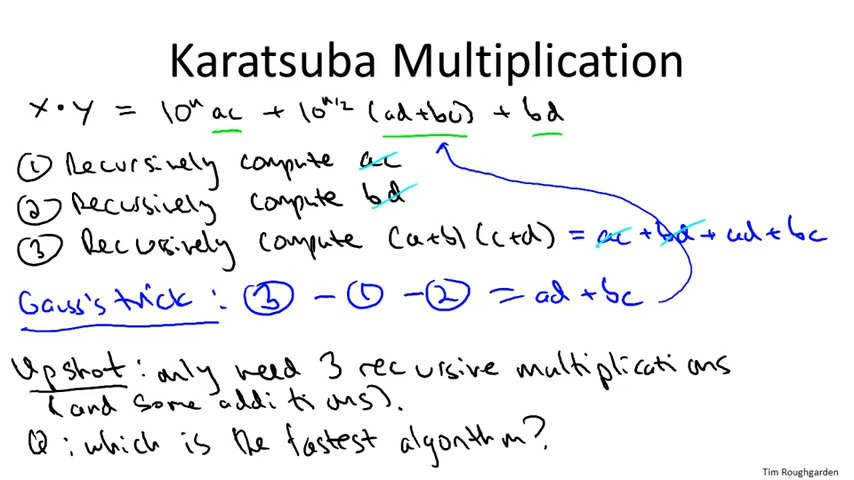 Karatsuba Multiplication
x · y = 10^n ac + 10^n/2 (ad+bc) + bd
① Recursively compute ac
② Recursively compute bd
③ Recursively compute (a+b)(c+d) = ac + bd + ad + bc
Gauss's trick : ③ - ① - ② = ad + bc
Upshot : only need 3 recursive multiplications
(and some additions).
Q : which is the fastest algorithm?
Tim Roughgarden